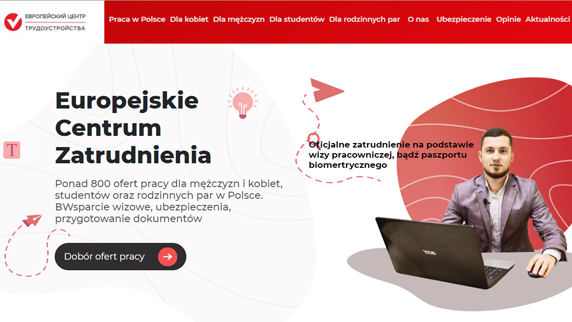 ЕВРОПЕЙСКИЙ ЦЕНТР
ТРУДОУСТРОЙСТВА
Praca w Polsce Dla kobiet Dla mężczyzn Dla studentów Dla rodzinnych par O nas Ubezpieczenie Opinie Aktualności
Europejskie
Centrum
Zatrudnienia
Ponad 800 ofert pracy dla mężczyzn i kobiet,
studentów oraz rodzinnych par w Polsce.
BWsparcie wizowe, ubezpieczenia,
przygotowanie dokumentów
Dobór ofert pracy
Oficjalne zatrudnienie na podstawie
wizy pracowniczej, bądź paszportu
biomertrycznego
T
acer